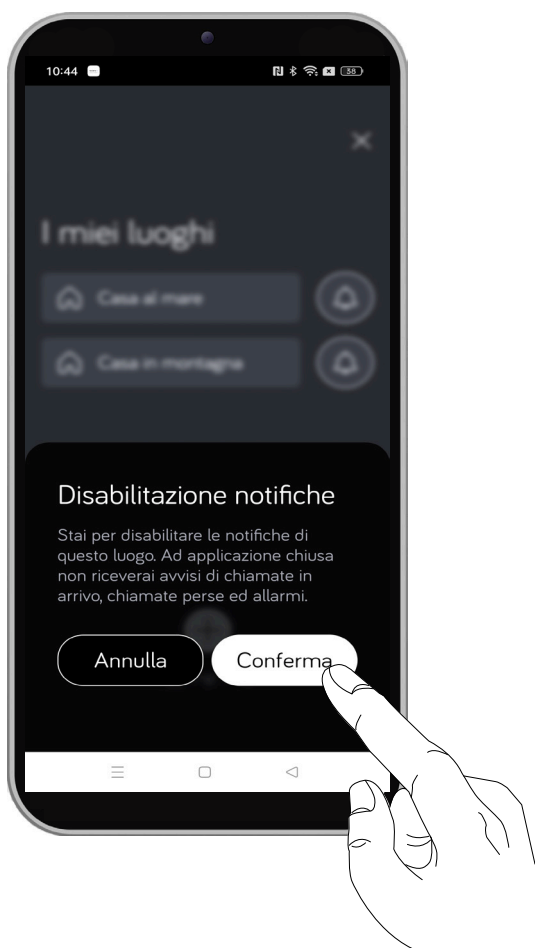 10:44
38
I miei luoghi
Casa al mare
Casa in montagna
Disabilitazione notifiche
Stai per disabilitare le notifiche di
questo luogo. Ad applicazione chiusa
non riceverai avvisi di chiamate in
arrivo, chiamate perse ed allarmi.
Annulla
Conferma